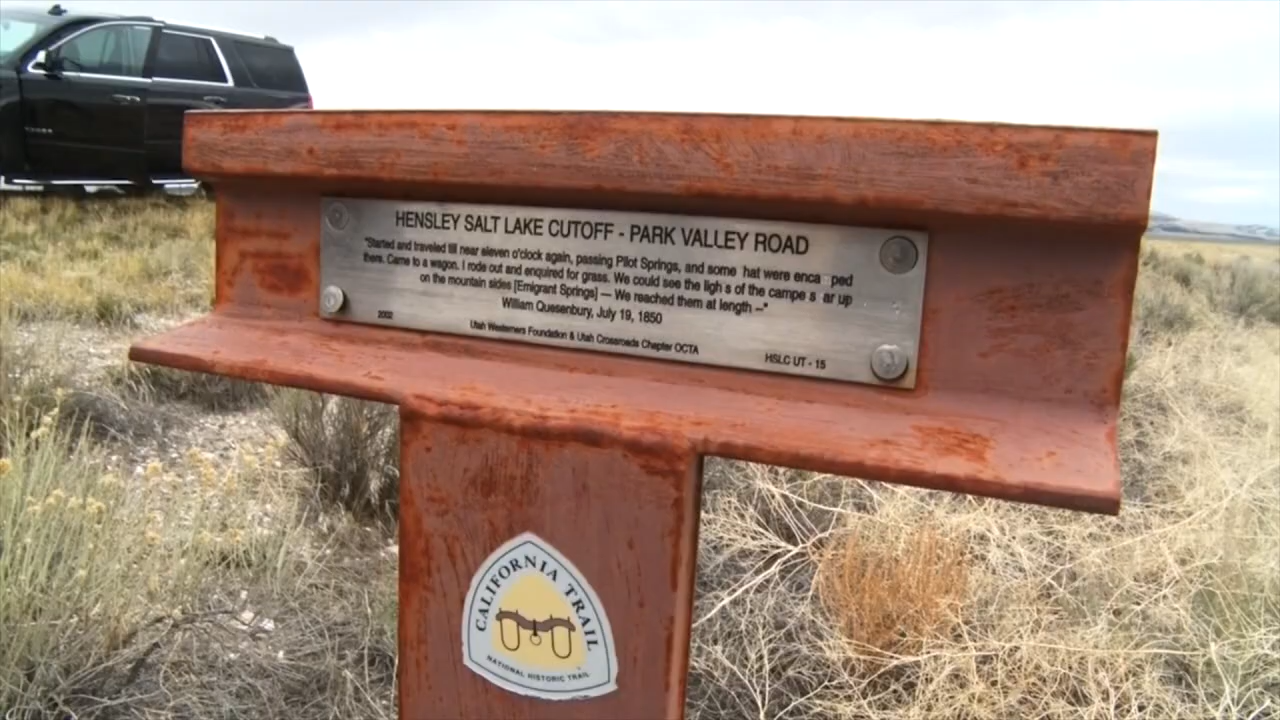 HENSLEY SALT LAKE CUTOFF - PARK VALLEY ROAD
"Started and traveled till near eleven o'clock again, passing Pilot Springs, and some hat were enca ped
there. Came to a wagon. I rode out and enquired for grass. We could see the ligh s of the campe s ar up
on the mountain sides [Emigrant Springs] — We reached them at length –"
William Quesenbury, July 19, 1850
2002
Utah Westerners Foundation & Utah Crossroads Chapter OCTA
HSLC UT - 15
CALIFORNIA TRAIL
NATIONAL HISTORIC TRAIL